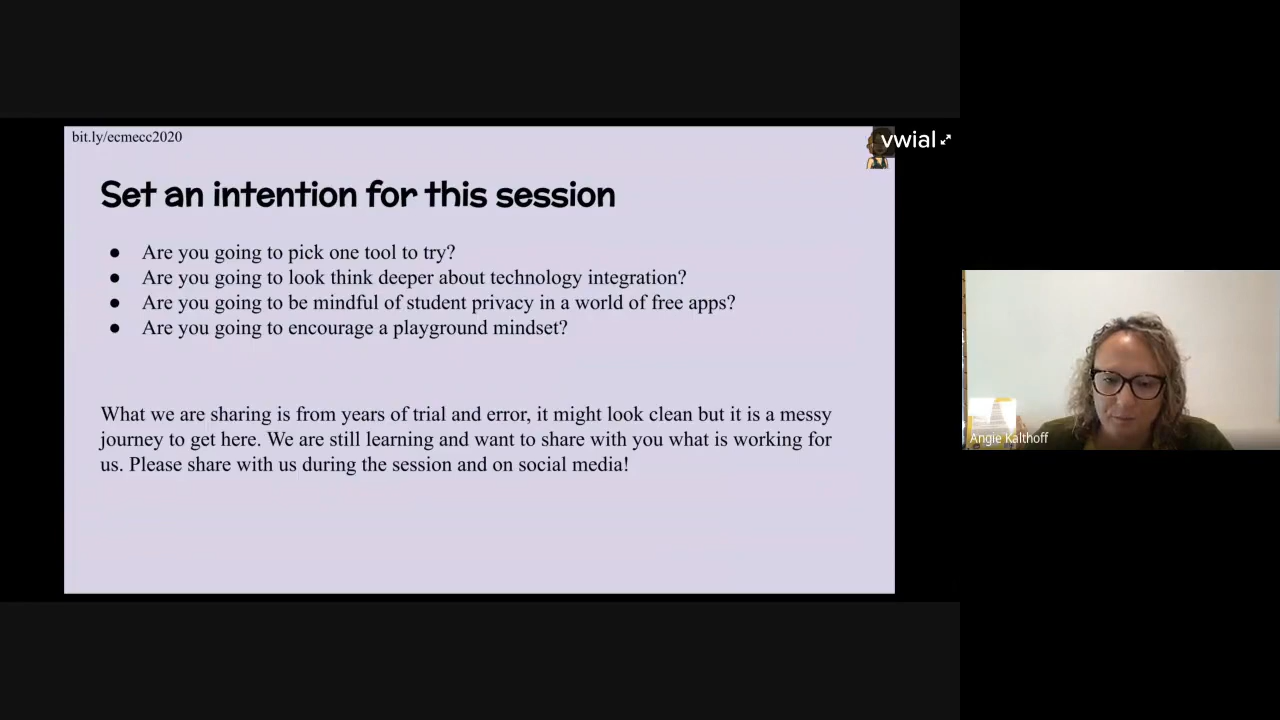 bit.ly/ecmecc2020
vwial
Set an intention for this session
● Are you going to pick one tool to try?
● Are you going to look think deeper about technology integration?
● Are you going to be mindful of student privacy in a world of free apps?
● Are you going to encourage a playground mindset?
What we are sharing is from years of trial and error, it might look clean but it is a messy
journey to get here. We are still learning and want to share with you what is working for
us. Please share with us during the session and on social media!
Angie Kalthoff